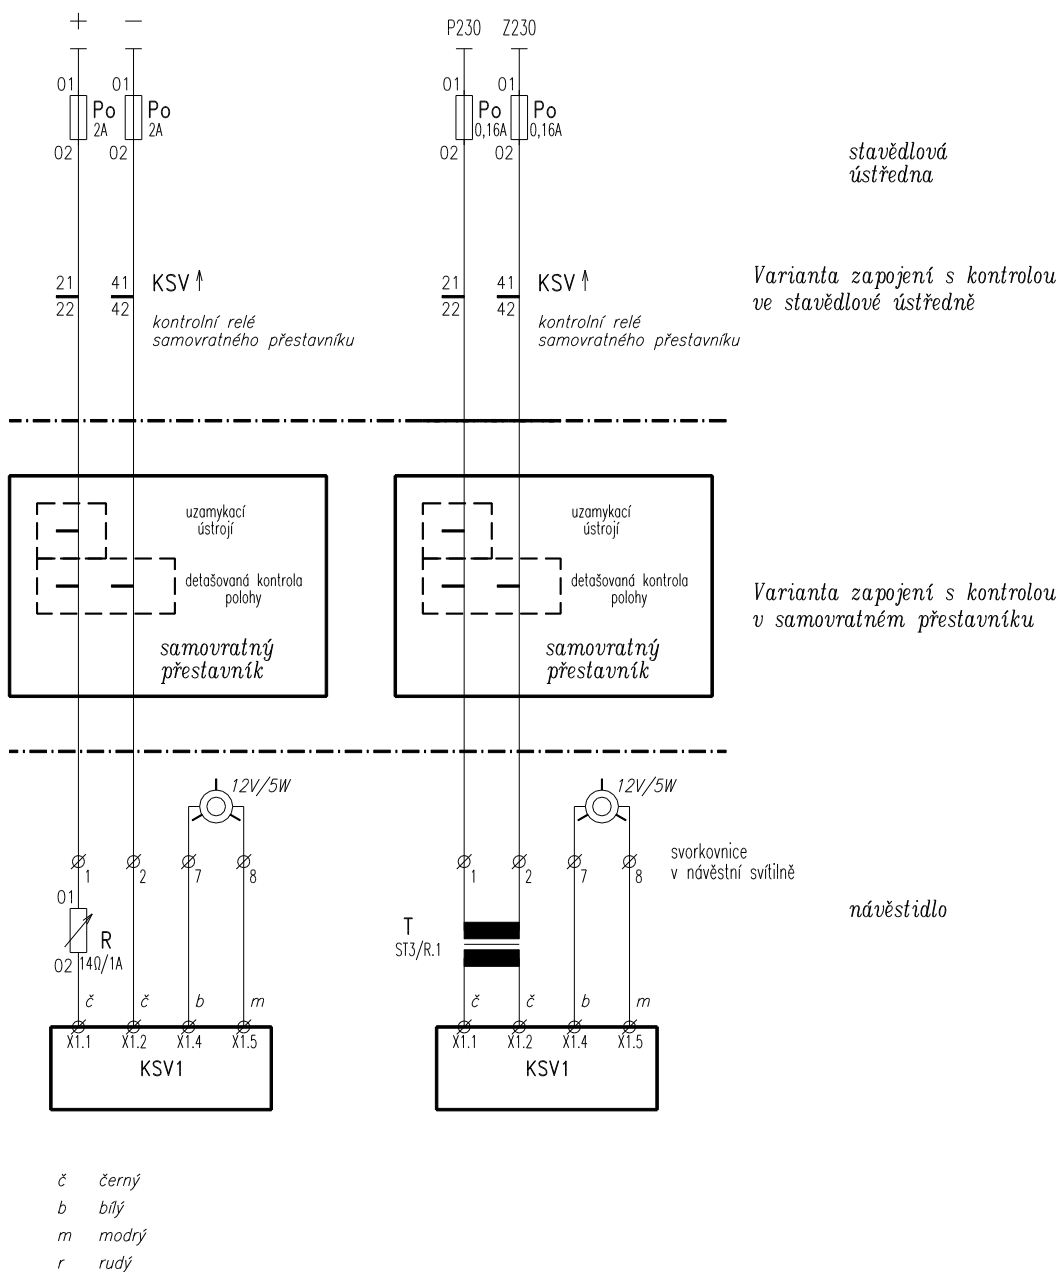 + −
P230 Z230
01 01 01 01
Po Po Po Po
2A 2A 0,16A 0,16A
02 02 02 02
stavědlová
ústředna
21 41 KSV 21 41 KSV
22 42 22 42
kontrolní relé
samovratného přestavníku
kontrolní relé
samovratného přestavníku
Varianta zapojení s kontrolou
ve stavědlové ústředně
uzamykací
ústrojí
detašovaná kontrola
polohy
samovratný
přestavník
uzamykací
ústrojí
detašovaná kontrola
polohy
samovratný
přestavník
Varianta zapojení s kontrolou
v samovratném přestavníku
12V/5W 12V/5W
1 2 7 8 1 2 7 8
svorkovnice
v návěstní svítilně
01
R
02 14Ω/1A
T
ST3/R.1
návěstidlo
č č b m č č b m
X1.1 X1.2 X1.4 X1.5 X1.1 X1.2 X1.4 X1.5
KSV1 KSV1
č černý
b bílý
m modrý
r rudý